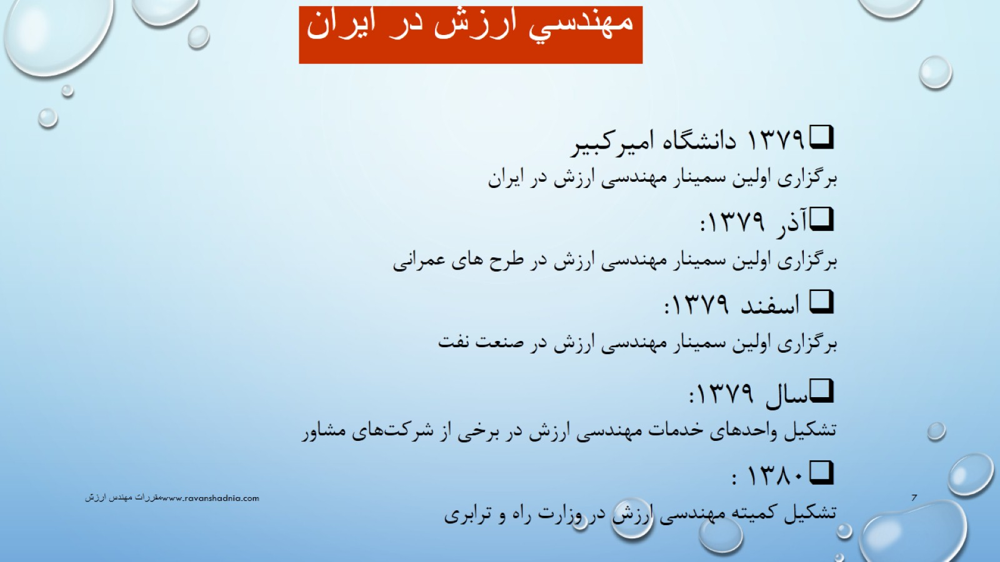 مهندسي ارزش در ايران
❑۱۳۷۹ دانشگاه امیرکبیر
برگزاری اولین سمینار مهندسی ارزش در ایران
❑آذر ۱۳۷۹:
برگزاری اولین سمینار مهندسی ارزش در طرح های عمرانی
❑ اسفند ۱۳۷۹:
برگزاری اولین سمینار مهندسی ارزش در صنعت نفت
❑سال ۱۳۷۹:
تشکیل واحدهای خدمات مهندسی ارزش در برخی از شرکت‌های مشاور
❑۱۳۸۰ :
تشکیل کمیته مهندسی ارزش در وزارت راه و ترابری
مقررات مهندس ارزش www.ravanshadnia.com
7